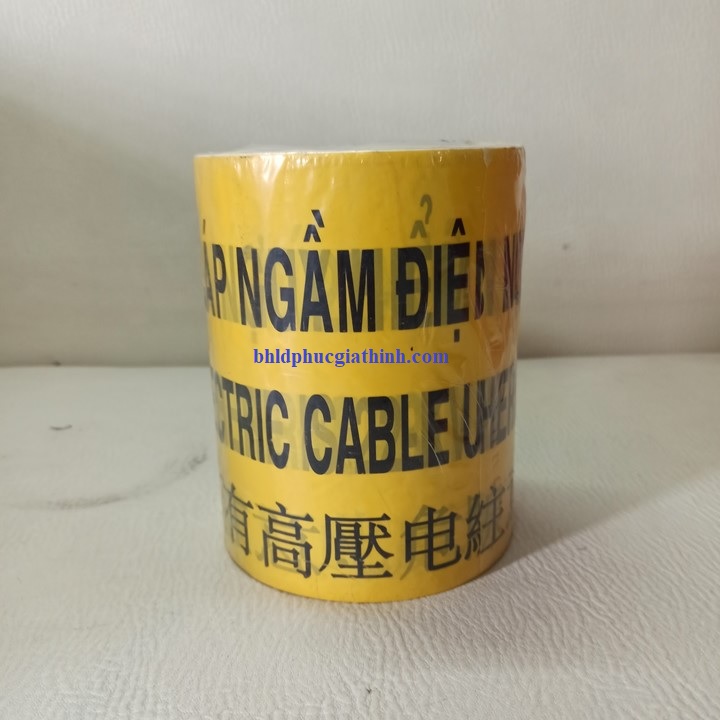 ÁP NGẦM ĐIỆN
bhldphucgiathinh.com
CTRIC CABLE
有高壓电